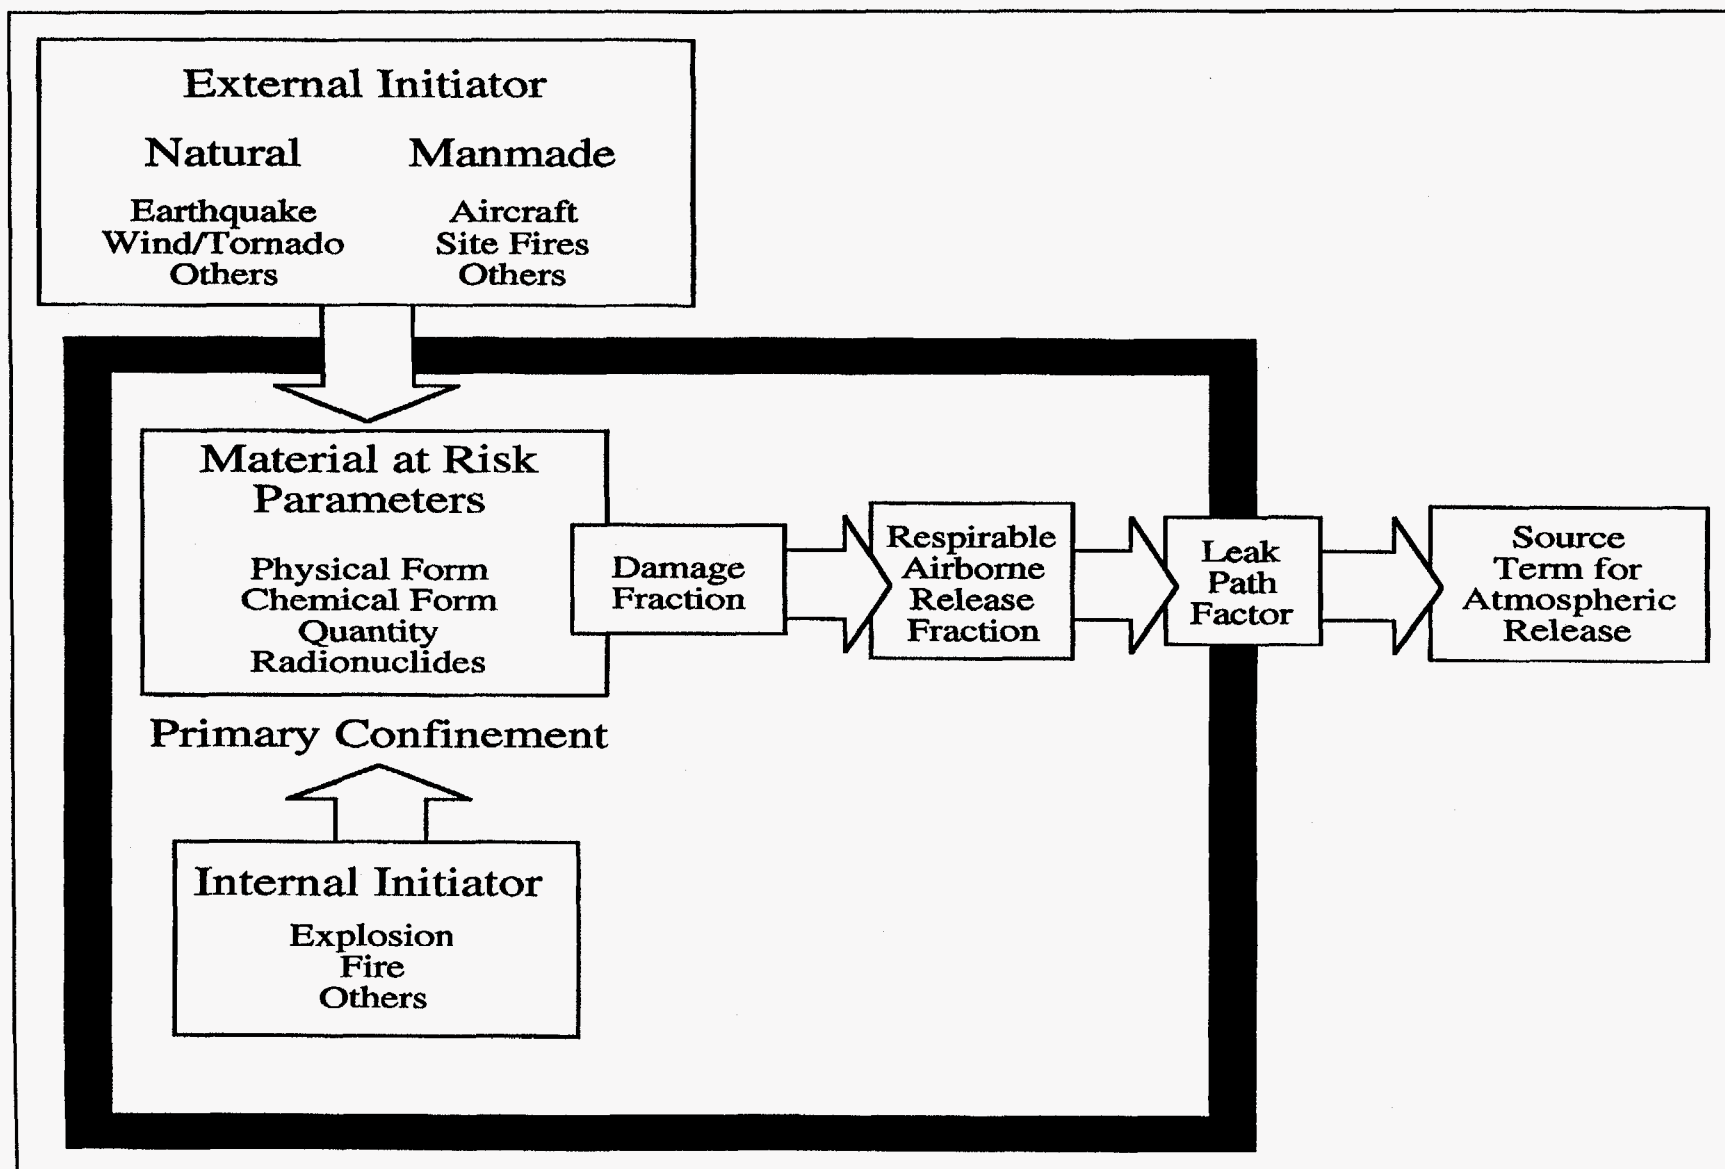 External Initiator
Natural
Manmade
Earthquake
Wind/Tornado
Others
Aircraft
Site Fires
Others
Material at Risk
Parameters
Physical Form
Chemical Form
Quantity
Radionuclides
Damage
Fraction
Respirable
Airborne
Release
Fraction
Leak
Path
Factor
Source
Term for
Atmospheric
Release
Primary Confinement
Internal Initiator
Explosion
Fire
Others